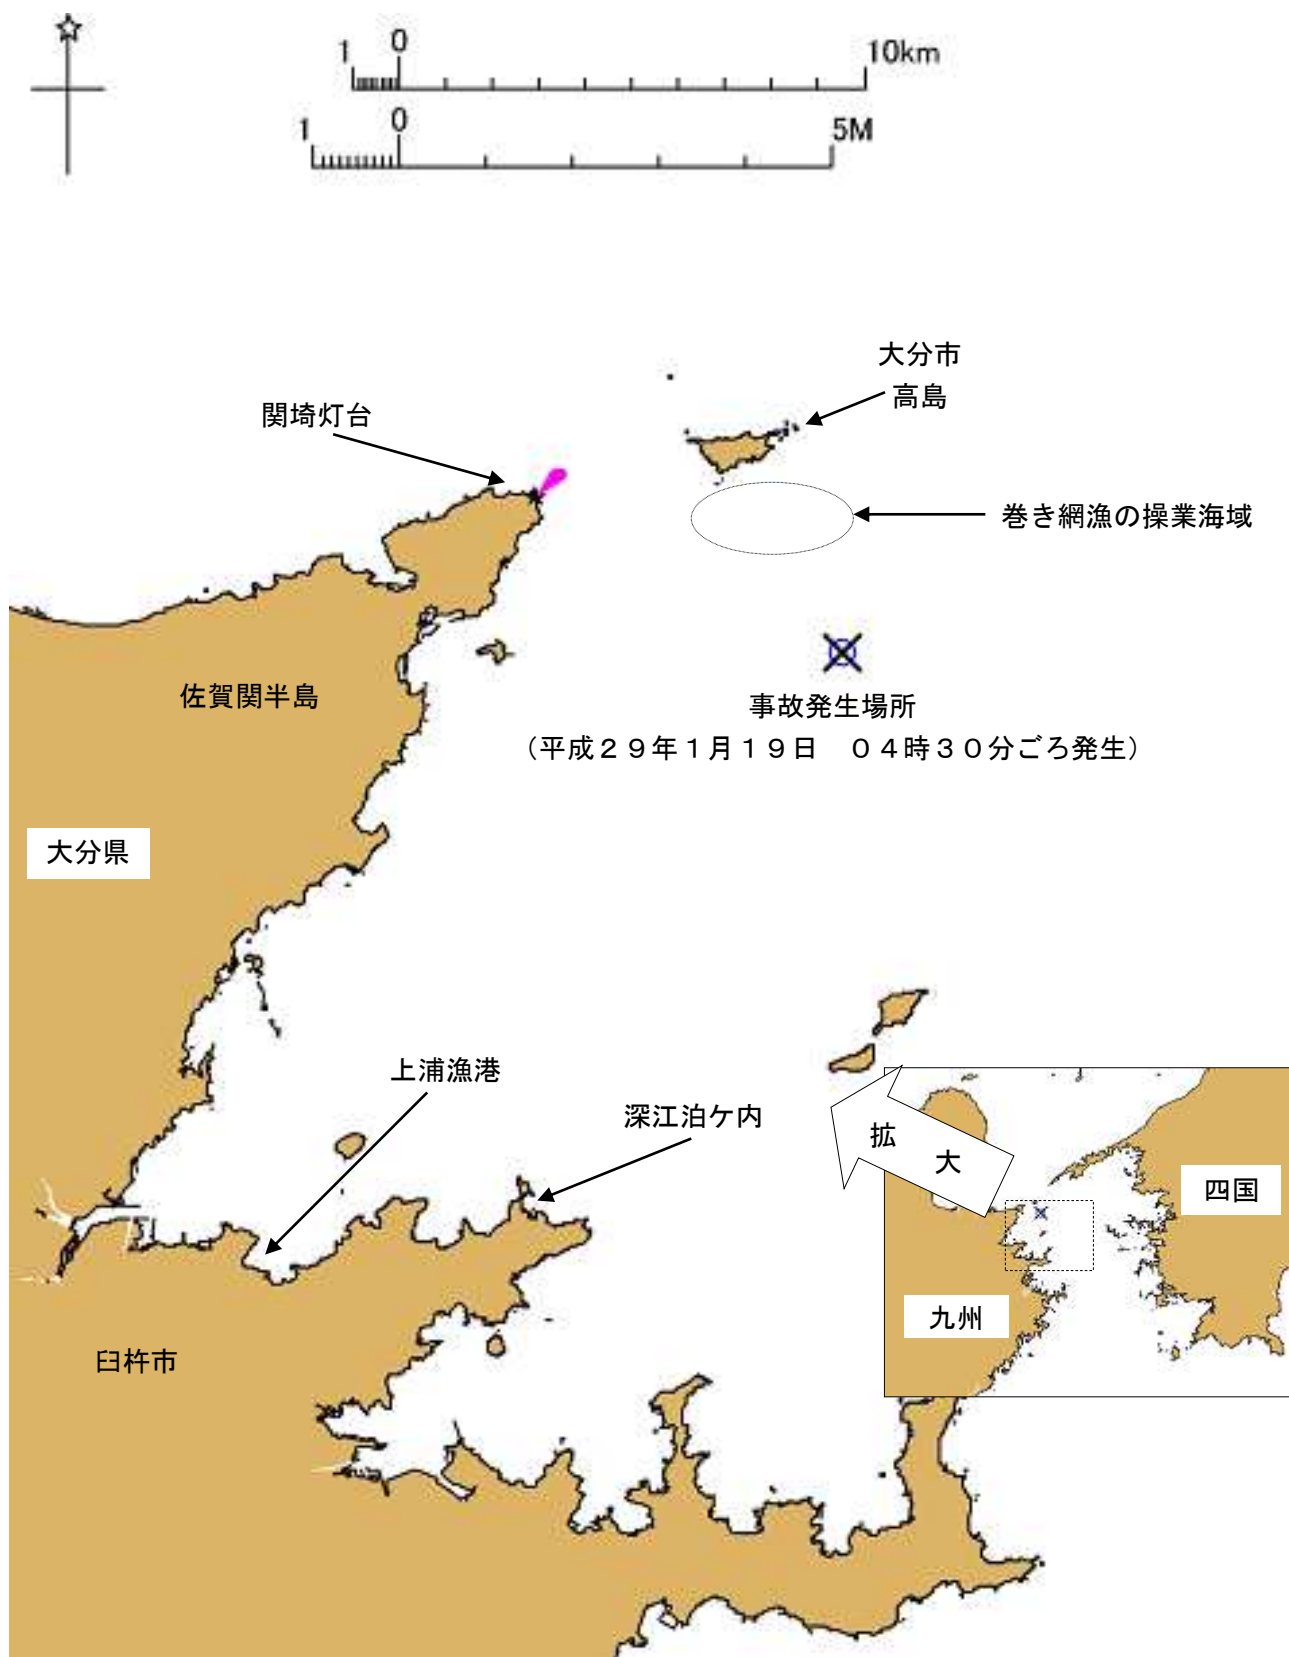 1 0 10km
1 0 5M
大分市
高島
関埼灯台
巻き網漁の操業海域
佐賀関半島
事故発生場所
（平成２９年１月１９日　０４時３０分ごろ発生）
大分県
上浦漁港
深江泊ケ内
拡大
四国
九州
臼杵市